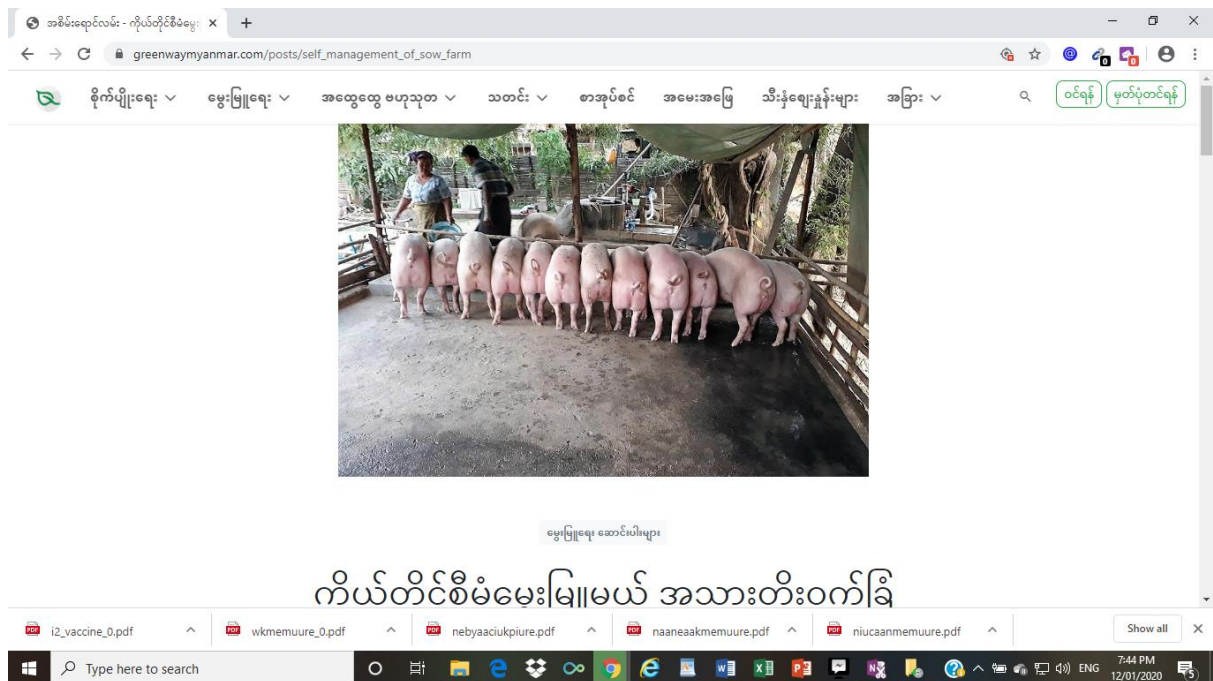 အစိမ်းရောင်လမ်း - ကိုယ်တိုင်စီမံမွေး
greenwaymyanmar.com/posts/self_management_of_sow_farm
စိုက်ပျိုးရေး မွေးမြူရေး အထွေထွေ ဗဟုသုတ သတင်း စာအုပ်စင် အမေးအဖြေ သီးနှံဈေးနှုန်းများ အခြား ဝင်ရန် မှတ်ပုံတင်ရန်
မွေးမြူရေး ဆောင်းပါးများ
ကိုယ်တိုင်စီမံမွေးမြူမယ် အသားတိုးဝက်ခြံ
i2_vaccine_0.pdf wkmemuure_0.pdf nebyaaciukpiure.pdf naaneaakmemuure.pdf niucaanmemuure.pdf Show all
Type here to search ENG 7:44 PM
12/01/2020